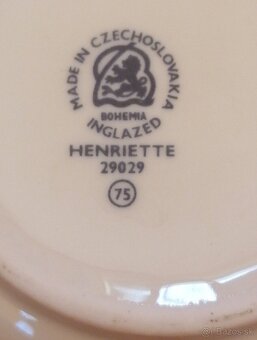 MADE IN CZECHOSLOVAKIA
BOHEMIA
INGLAZED
HENRIETTE
29029
75